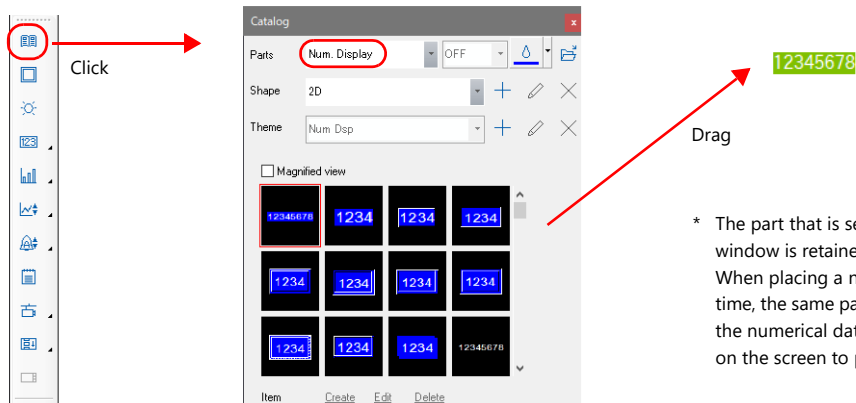 Catalog
x
Parts Num. Display OFF
Click
12345678
Shape 2D
Theme Num Dsp
Drag
123
Magnified view
12345678 1234 1234 1234
1234 1234 1234 1234
1234 1234 1234 12345678
* The part that is se
window is retaine
When placing a n
time, the same pa
the numerical dat
on the screen to p
Item Create Edit Delete